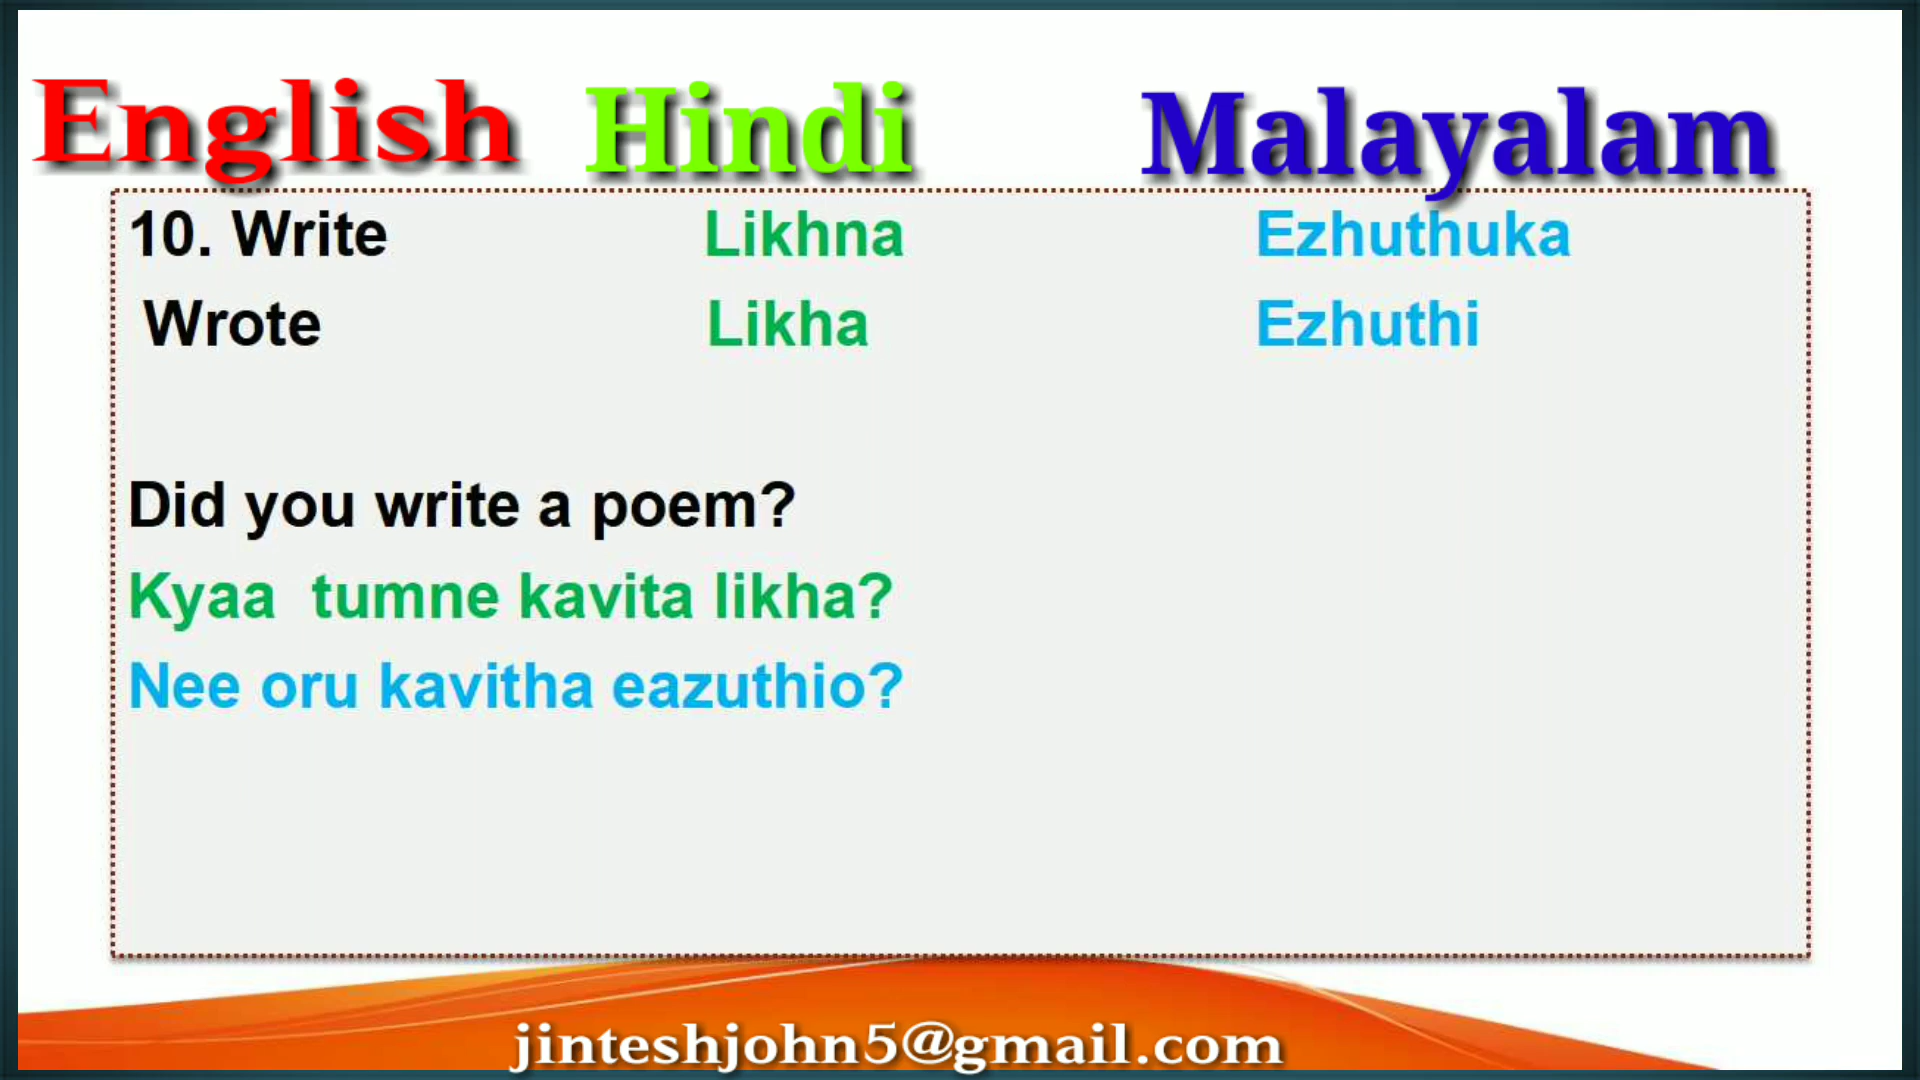 English Hindi Malayalam
10. Write Likhna Ezhuthuka
Wrote Likha Ezhuthi
Did you write a poem?
Kyaa tumne kavita likha?
Nee oru kavitha eazuthio?
jinteshjohn5@gmail.com